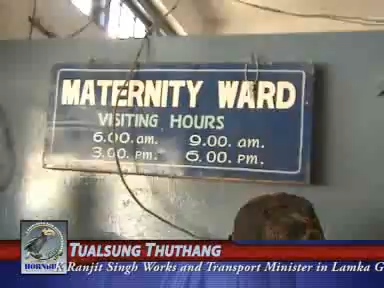 MATERNITY WARD
VISITING HOURS
6.00. am. 9.00. am.
3.00. PM. 6.00. PM.
TUALSUNG THUTHANG
HORNBILL
Ranjit Singh Works and Transport Minister in Lamka G